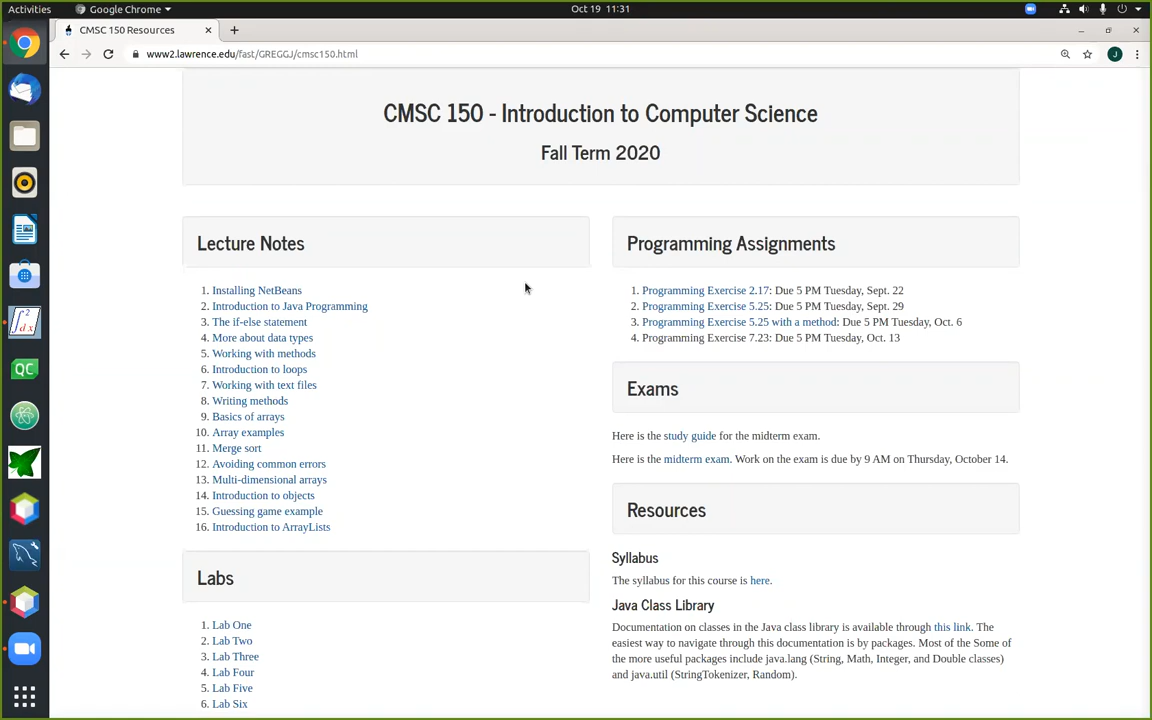 Activities
Google Chrome
Oct 19 11:31
CMSC 150 Resources
www2.lawrence.edu/fast/GREGGJ/cmsc150.html
J
CMSC 150 - Introduction to Computer Science
Fall Term 2020
Lecture Notes
1. Installing NetBeans
2. Introduction to Java Programming
3. The if-else statement
4. More about data types
5. Working with methods
6. Introduction to loops
7. Working with text files
8. Writing methods
9. Basics of arrays
10. Array examples
11. Merge sort
12. Avoiding common errors
13. Multi-dimensional arrays
14. Introduction to objects
15. Guessing game example
16. Introduction to ArrayLists
Labs
1. Lab One
2. Lab Two
3. Lab Three
4. Lab Four
5. Lab Five
6. Lab Six
Programming Assignments
1. Programming Exercise 2.17: Due 5 PM Tuesday, Sept. 22
2. Programming Exercise 5.25: Due 5 PM Tuesday, Sept. 29
3. Programming Exercise 5.25 with a method: Due 5 PM Tuesday, Oct. 6
4. Programming Exercise 7.23: Due 5 PM Tuesday, Oct. 13
Exams
Here is the study guide for the midterm exam.
Here is the midterm exam. Work on the exam is due by 9 AM on Thursday, October 14.
Resources
Syllabus
The syllabus for this course is here.
Java Class Library
Documentation on classes in the Java class library is available through this link. The
easiest way to navigate through this documentation is by packages. Most of the Some of
the more useful packages include java.lang (String, Math, Integer, and Double classes)
and java.util (StringTokenizer, Random).
QC